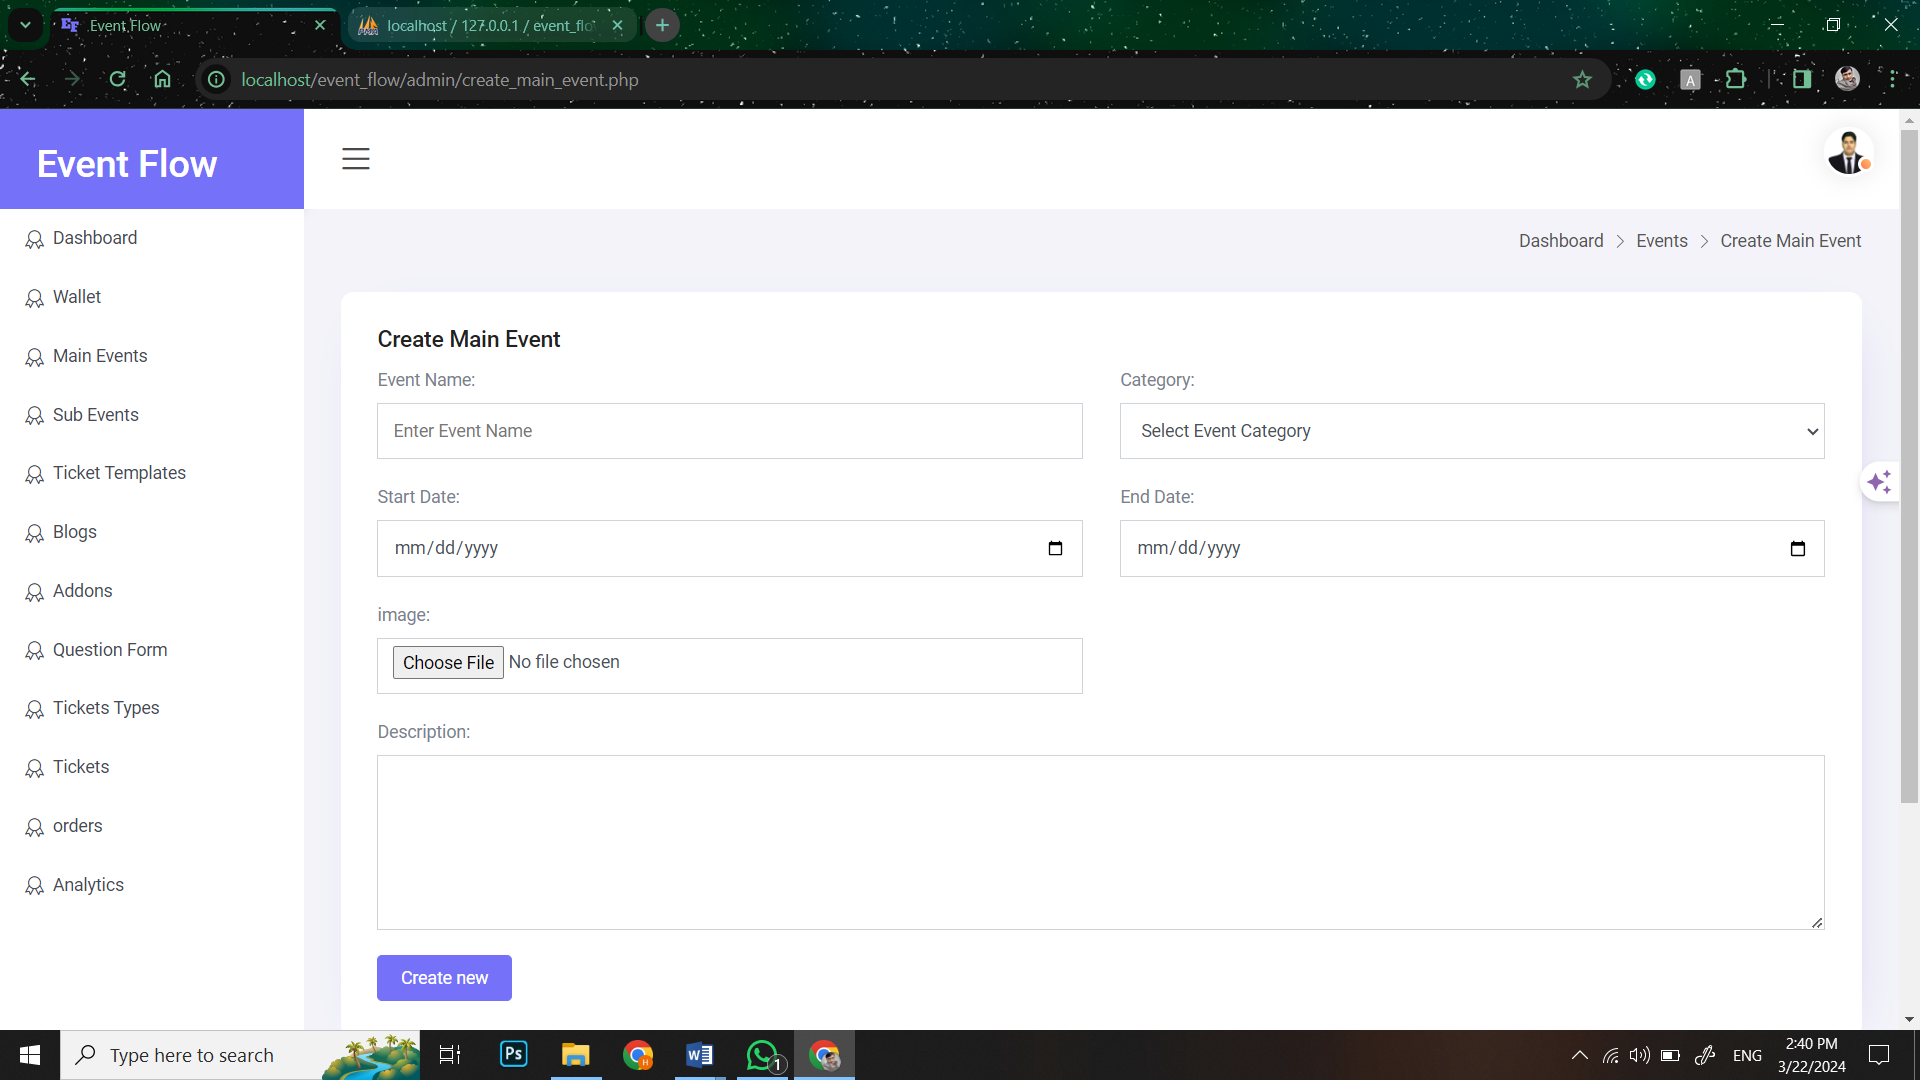 Event Flow
localhost / 127.0.0.1 / event_flo
localhost/event_flow/admin/create_main_event.php
A
Event Flow
Dashboard
Wallet
Main Events
Sub Events
Ticket Templates
Blogs
Addons
Question Form
Tickets Types
Tickets
orders
Analytics
Dashboard > Events > Create Main Event
Create Main Event
Event Name:
Enter Event Name
Category:
Select Event Category
Start Date:
mm/dd/yyyy
End Date:
mm/dd/yyyy
image:
Choose File No file chosen
Description:
Create new
Type here to search
Ps
H
W
1
ENG
2:40 PM
3/22/2024